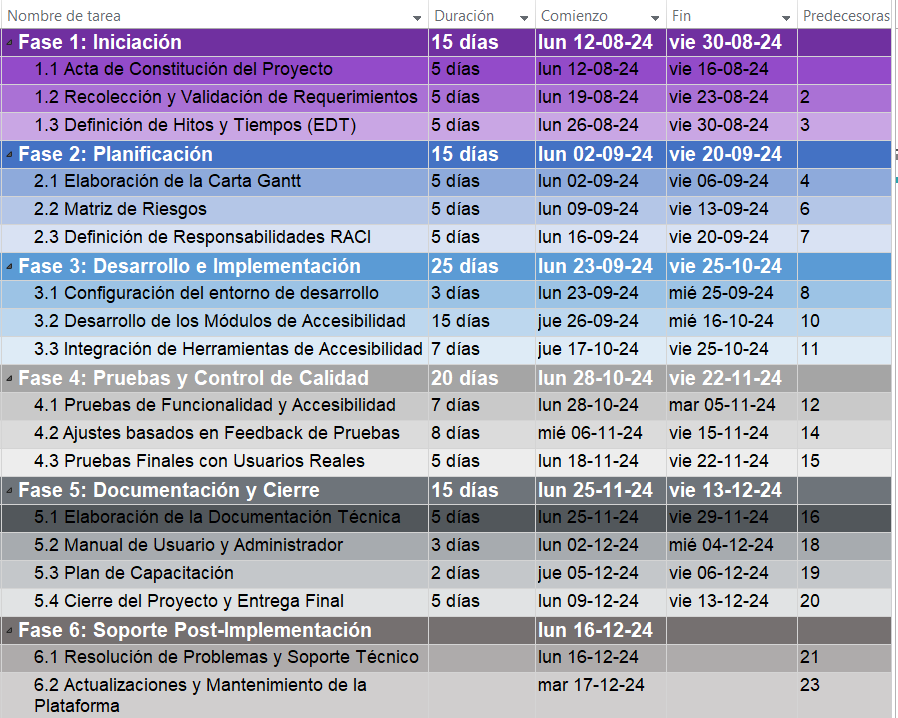 Nombre de tarea Duración Comienzo Fin Predecesoras
Fase 1: Iniciación 15 días lun 12-08-24 vie 30-08-24
1.1 Acta de Constitución del Proyecto 5 días lun 12-08-24 vie 16-08-24
1.2 Recolección y Validación de Requerimientos 5 días lun 19-08-24 vie 23-08-24 2
1.3 Definición de Hitos y Tiempos (EDT) 5 días lun 26-08-24 vie 30-08-24 3
Fase 2: Planificación 15 días lun 02-09-24 vie 20-09-24
2.1 Elaboración de la Carta Gantt 5 días lun 02-09-24 vie 06-09-24 4
2.2 Matriz de Riesgos 5 días lun 09-09-24 vie 13-09-24 6
2.3 Definición de Responsabilidades RACI 5 días lun 16-09-24 vie 20-09-24 7
Fase 3: Desarrollo e Implementación 25 días lun 23-09-24 vie 25-10-24
3.1 Configuración del entorno de desarrollo 3 días lun 23-09-24 mié 25-09-24 8
3.2 Desarrollo de los Módulos de Accesibilidad 15 días jue 26-09-24 mié 16-10-24 10
3.3 Integración de Herramientas de Accesibilidad 7 días jue 17-10-24 vie 25-10-24 11
Fase 4: Pruebas y Control de Calidad 20 días lun 28-10-24 vie 22-11-24
4.1 Pruebas de Funcionalidad y Accesibilidad 7 días lun 28-10-24 mar 05-11-24 12
4.2 Ajustes basados en Feedback de Pruebas 8 días mié 06-11-24 vie 15-11-24 14
4.3 Pruebas Finales con Usuarios Reales 5 días lun 18-11-24 vie 22-11-24 15
Fase 5: Documentación y Cierre 15 días lun 25-11-24 vie 13-12-24
5.1 Elaboración de la Documentación Técnica 5 días lun 25-11-24 vie 29-11-24 16
5.2 Manual de Usuario y Administrador 3 días lun 02-12-24 mié 04-12-24 18
5.3 Plan de Capacitación 2 días jue 05-12-24 vie 06-12-24 19
5.4 Cierre del Proyecto y Entrega Final 5 días lun 09-12-24 vie 13-12-24 20
Fase 6: Soporte Post-Implementación lun 16-12-24
6.1 Resolución de Problemas y Soporte Técnico lun 16-12-24 21
6.2 Actualizaciones y Mantenimiento de la mar 17-12-24 23
Plataforma